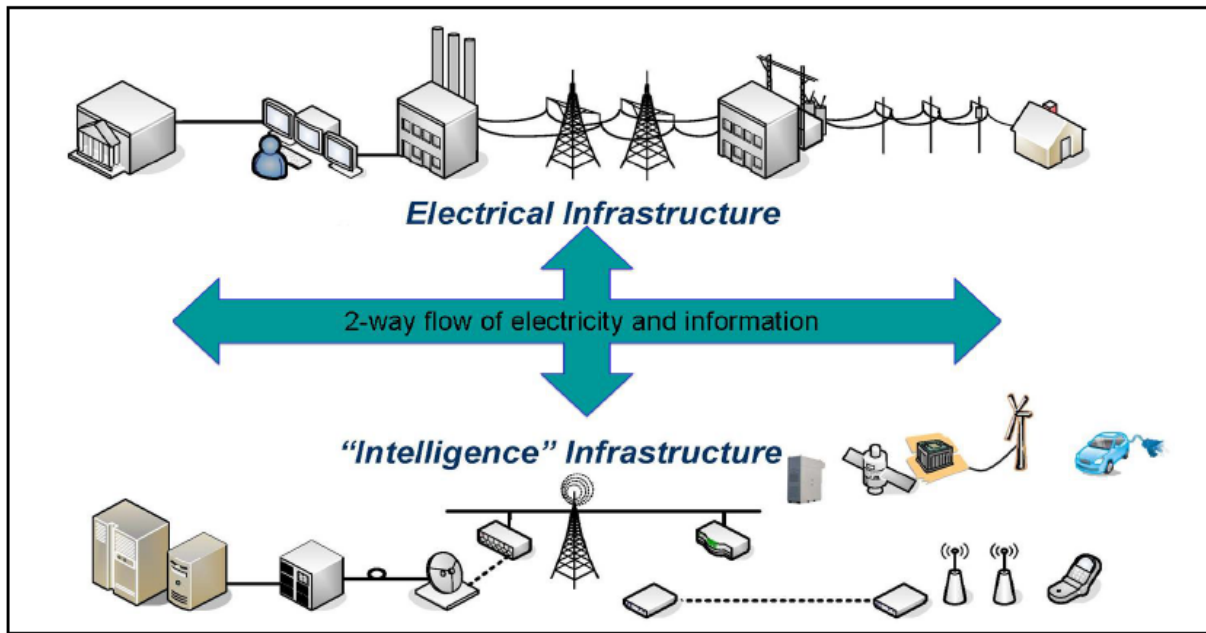 Electrical Infrastructure
2-way flow of electricity and information
“Intelligence” Infrastructure